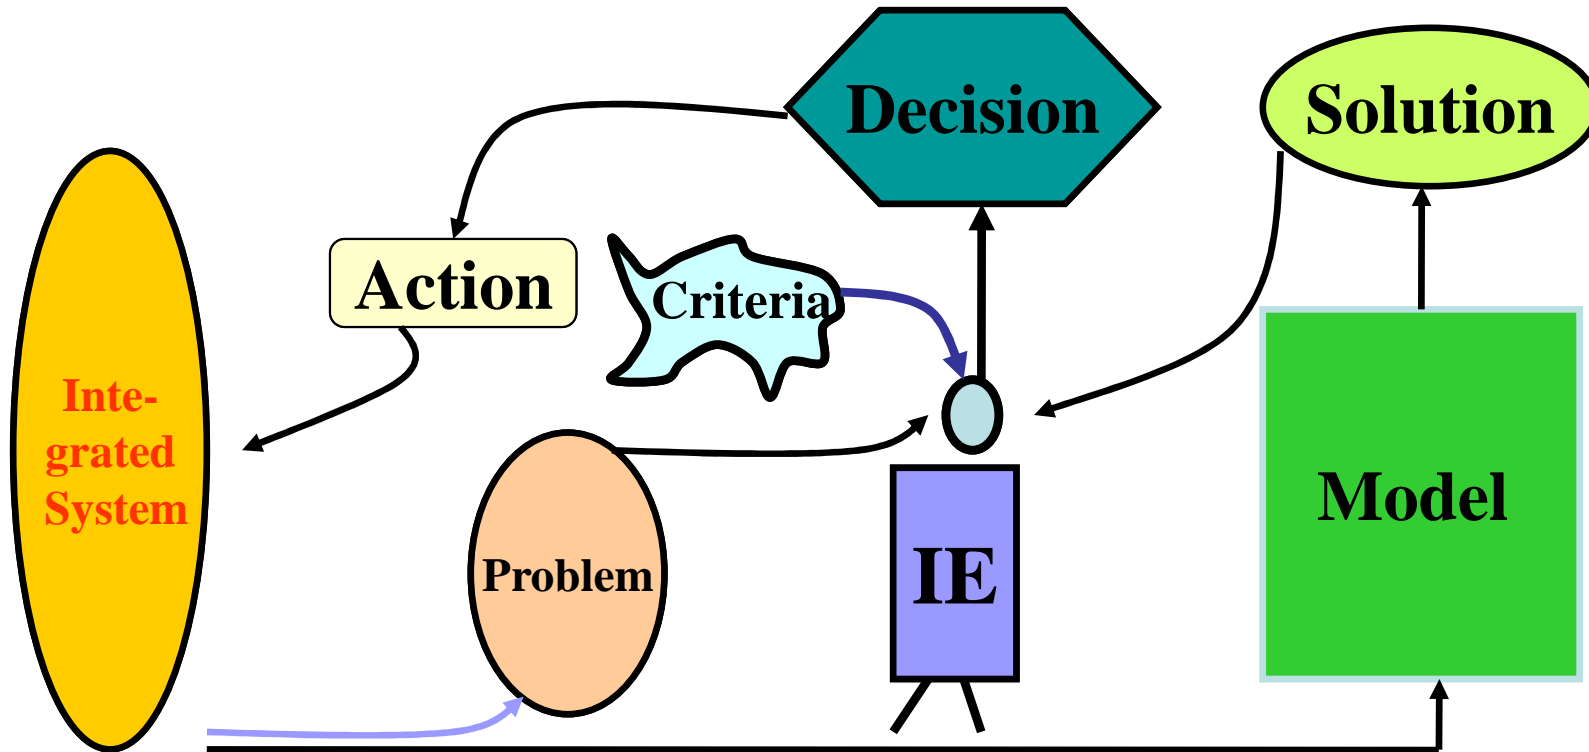 Decision
Solution
Action
Criteria
Inte-
grated
System
Model
Problem
IE